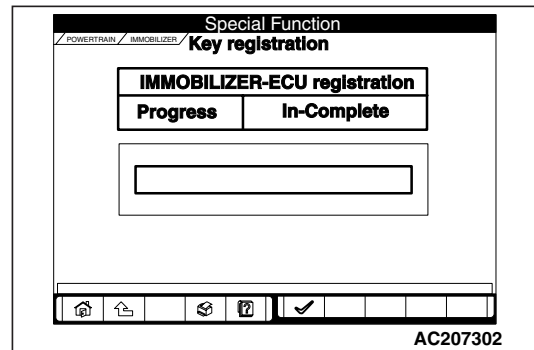 Special Function
POWERTRAIN IMMOBILIZER Key registration
IMMOBILIZER-ECU registration
Progress In-Complete
?
AC207302